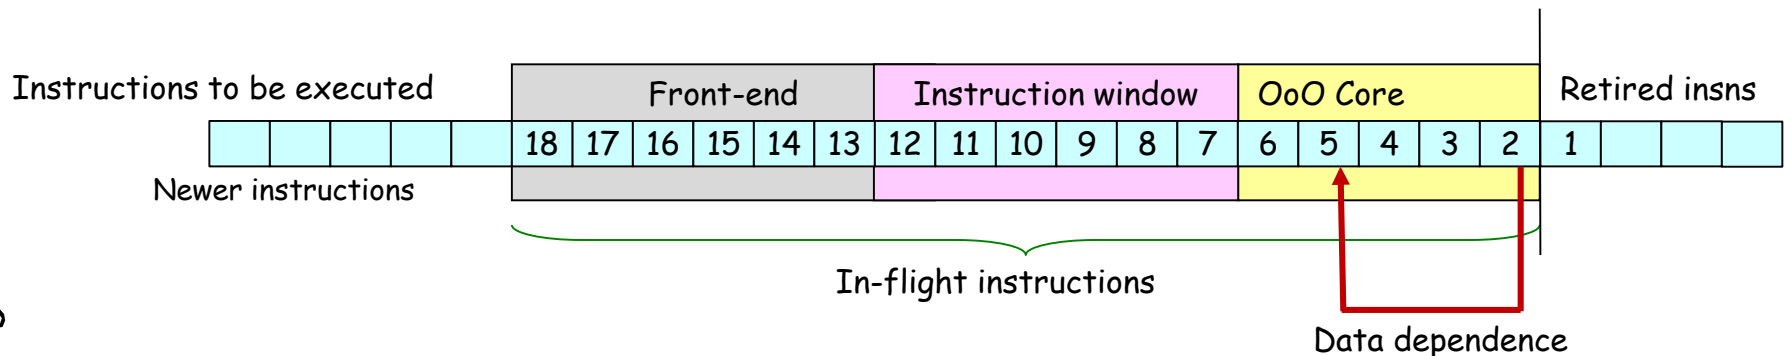 Instructions to be executed
Front-end
Instruction window
OoO Core
Retired insns
18 17 16 15 14 13 12 11 10 9 8 7 6 5 4 3 2 1
Newer instructions
In-flight instructions
Data dependence